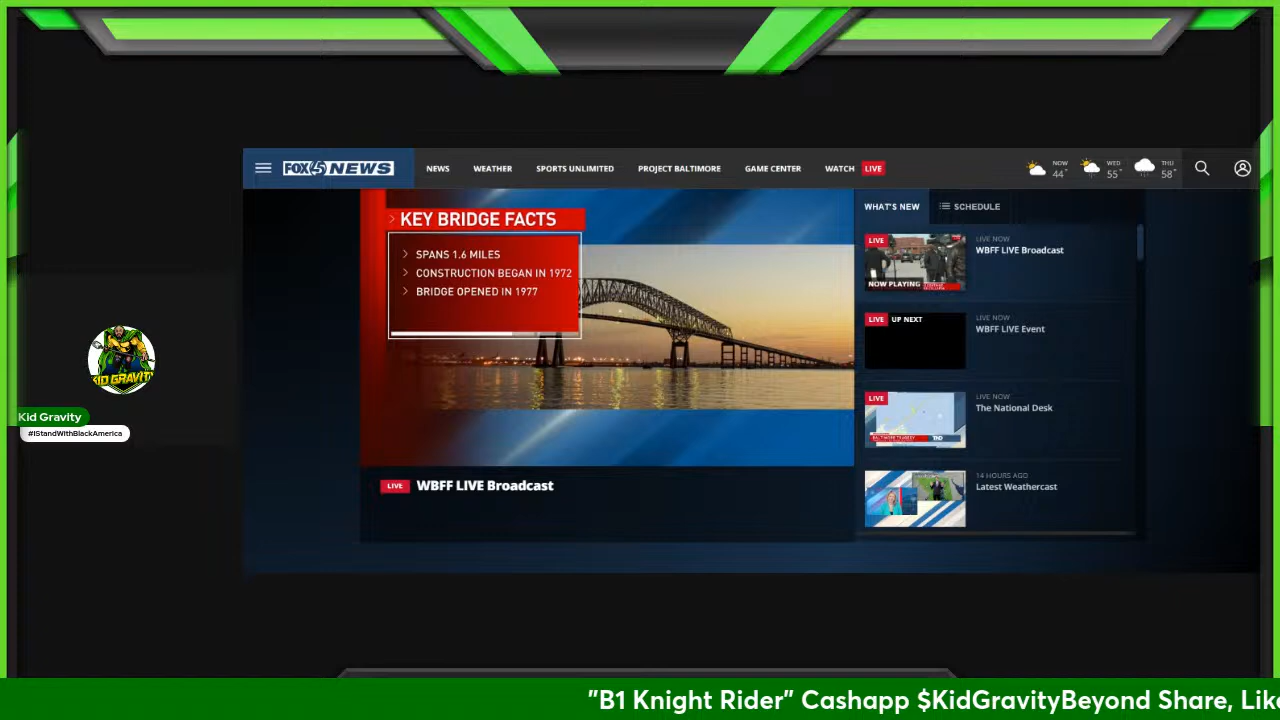 FOX 45 NEWS
NEWS
WEATHER
SPORTS UNLIMITED
PROJECT BALTIMORE
GAME CENTER
WATCH LIVE
NOW
44°
WED
55°
THU
58°
KEY BRIDGE FACTS
SPANS 1.6 MILES
CONSTRUCTION BEGAN IN 1972
BRIDGE OPENED IN 1977
LIVE WBFF LIVE Broadcast
WHAT'S NEW
SCHEDULE
LIVE
NOW PLAYING
LIVE NOW
WBFF LIVE Broadcast
LIVE UP NEXT
LIVE NOW
WBFF LIVE Event
LIVE
BALTIMORE TRAGEDY
TND
LIVE NOW
The National Desk
14 HOURS AGO
Latest Weathercast
KID GRAVITY
Kid Gravity
#IStandWithBlackAmerica
"B1 Knight Rider" Cashapp $KidGravityBeyond Share, Lik